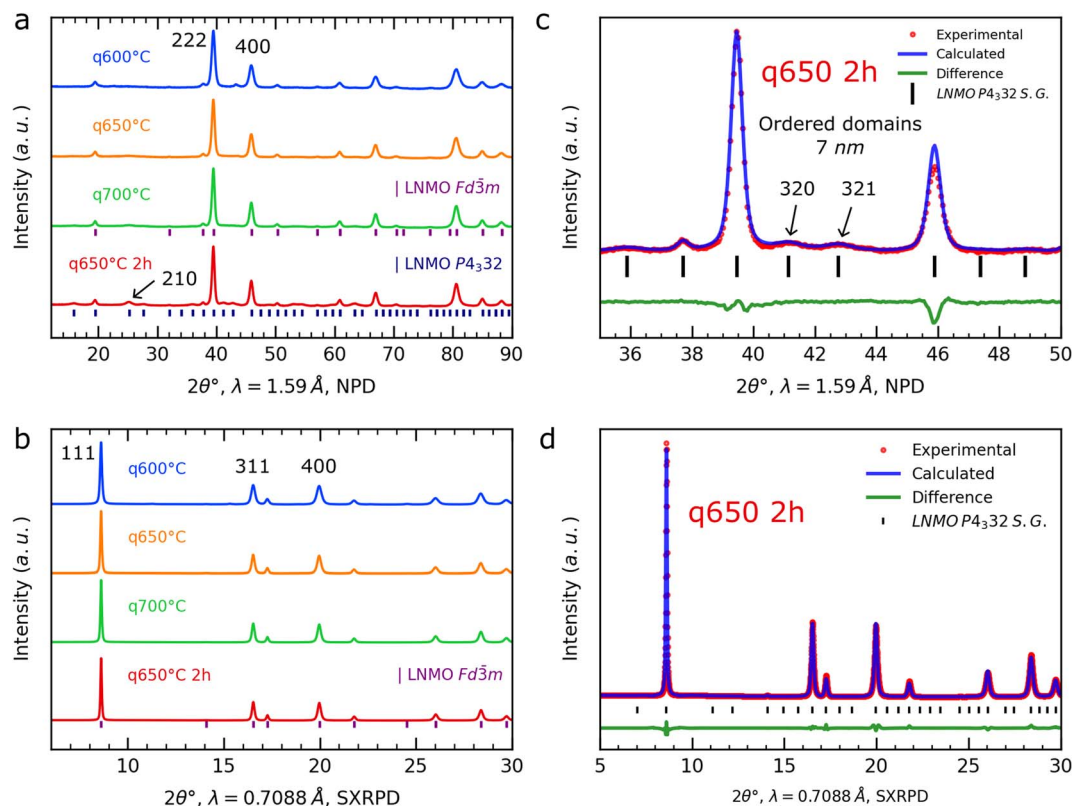 a
222
400
q600°C
q650°C
q700°C
| LNMO Fd3̄m
q650°C 2h
210
| LNMO P4₃32
Intensity (a. u.)
20 30 40 50 60 70 80 90
2θ°, λ = 1.59 Å, NPD
c
Experimental
Calculated
Difference
LNMO P4₃32 S. G.
q650 2h
Ordered domains
7 nm
320 321
Intensity (a. u.)
36 38 40 42 44 46 48 50
2θ°, λ = 1.59 Å, NPD
b
111
311 400
q600°C
q650°C
q700°C
q650°C 2h
| LNMO Fd3̄m
Intensity (a. u.)
10 15 20 25 30
2θ°, λ = 0.7088 Å, SXRPD
d
Experimental
Calculated
Difference
LNMO P4₃32 S. G.
q650 2h
Intensity (a. u.)
5 10 15 20 25 30
2θ°, λ = 0.7088 Å, SXRPD